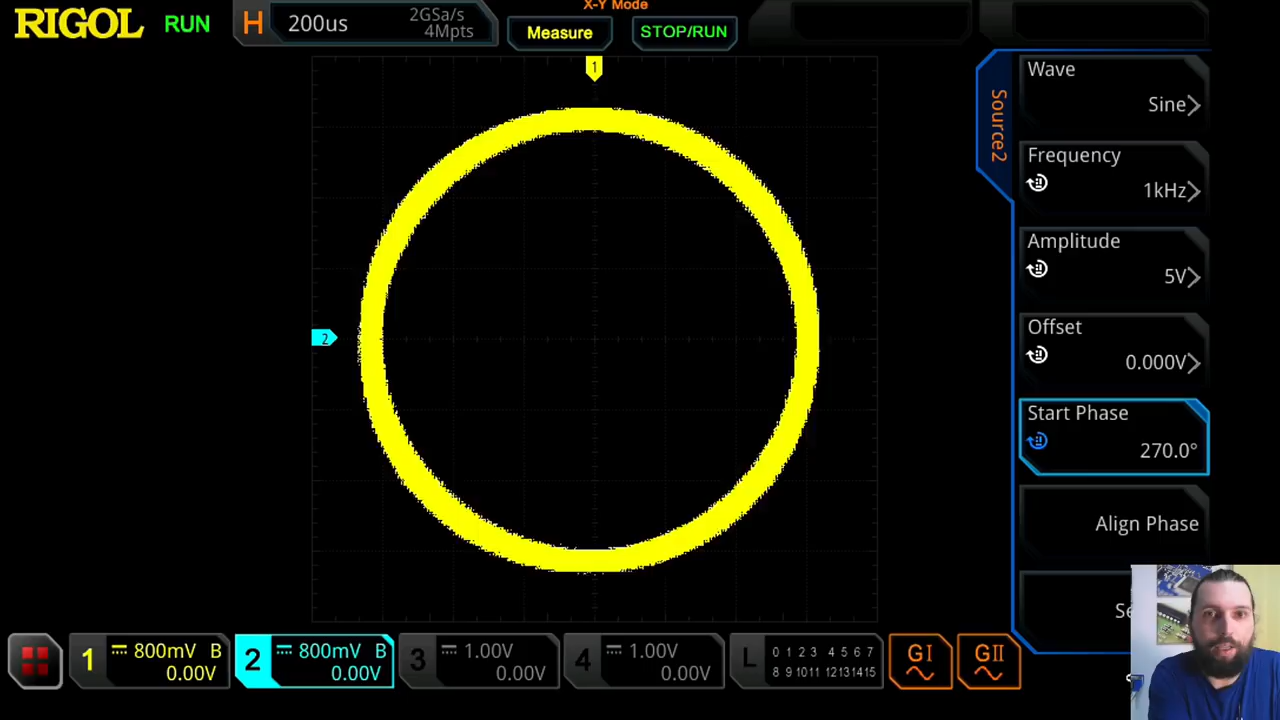 RIGOL
RUN
H
200us
2GSa/s
4Mpts
X-Y Mode
Measure
STOP/RUN
1
2
Source2
Wave
Sine
Frequency
1kHz
Amplitude
5V
Offset
0.000V
Start Phase
270.0°
Align Phase
Se
1
800mV B
0.00V
2
800mV B
0.00V
3
1.00V
0.00V
4
1.00V
0.00V
L
0 1 2 3 4 5 6 7
8 9 10 11 12 13 14 15
GI
GII